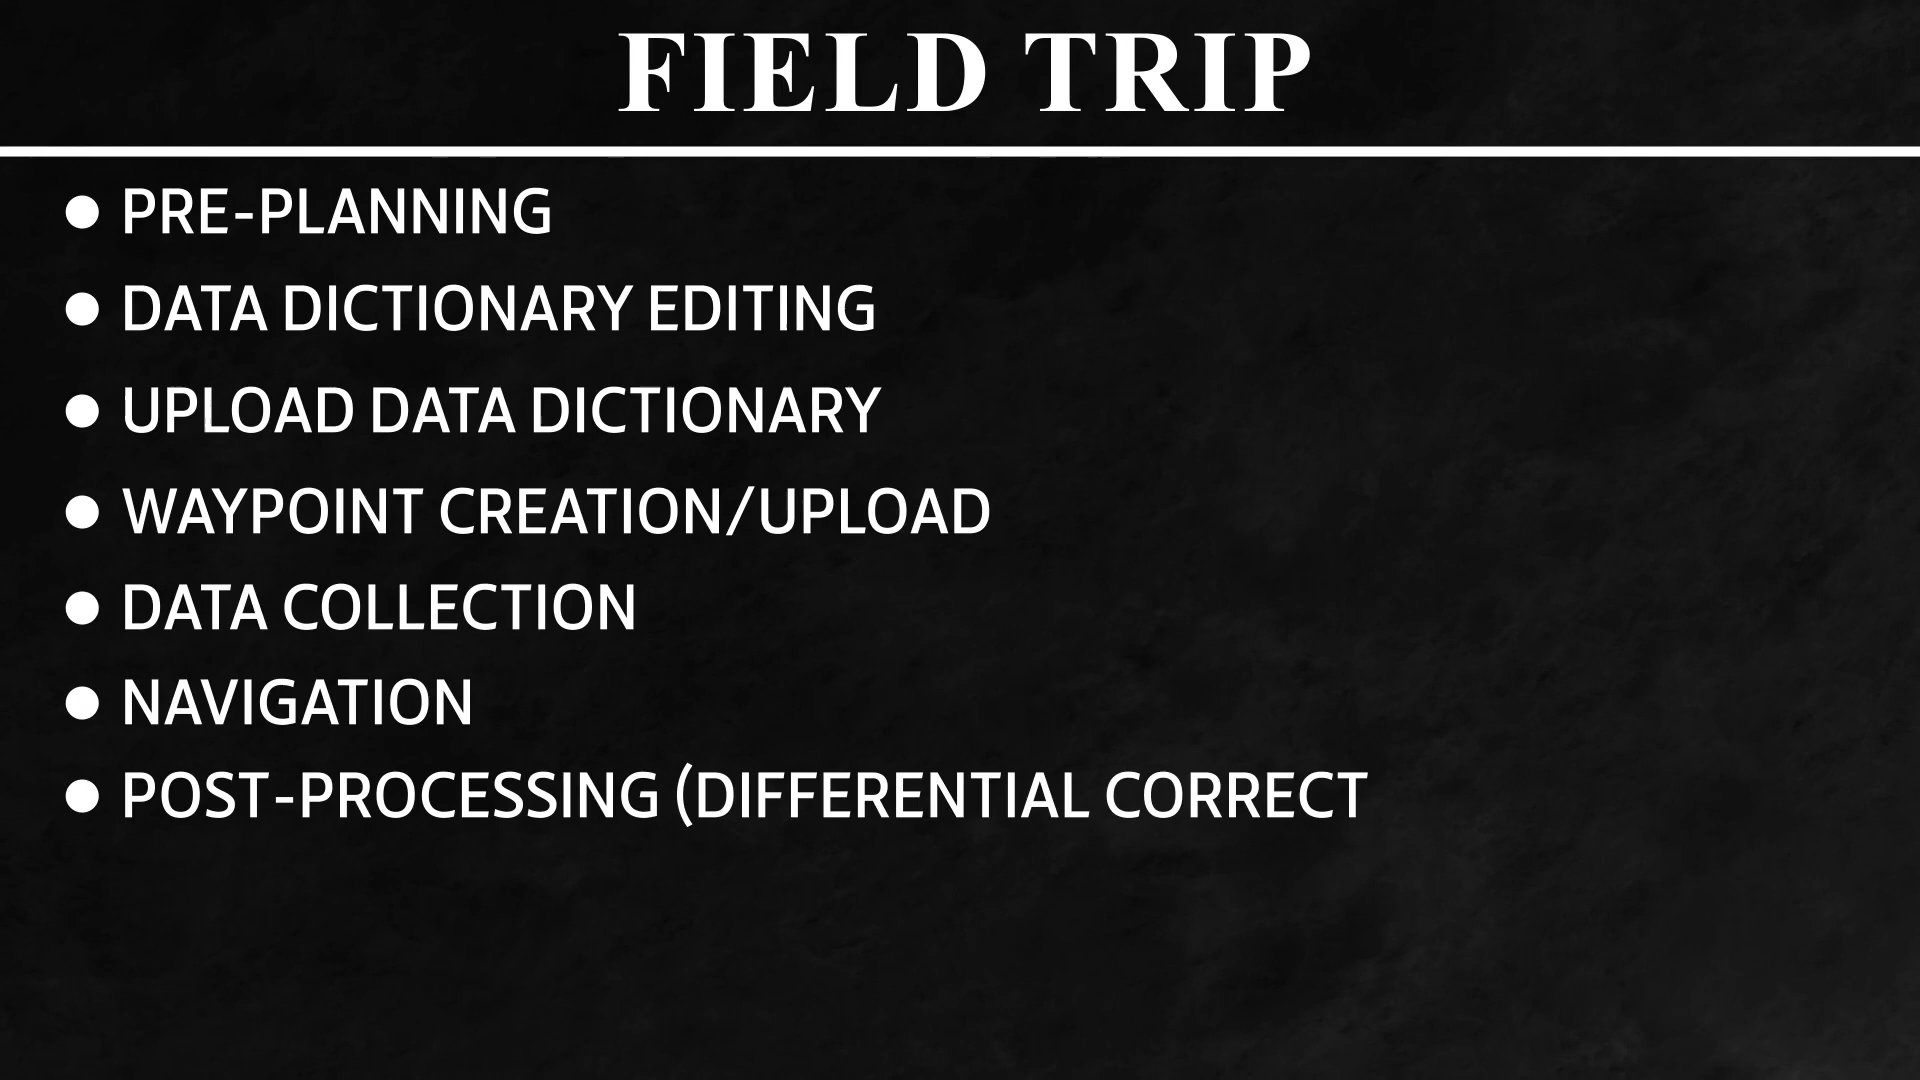 FIELD TRIP
● PRE-PLANNING
● DATA DICTIONARY EDITING
● UPLOAD DATA DICTIONARY
● WAYPOINT CREATION/UPLOAD
● DATA COLLECTION
● NAVIGATION
● POST-PROCESSING (DIFFERENTIAL CORRECT